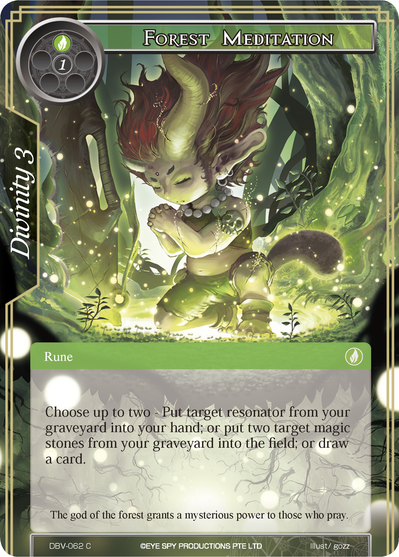 Forest Meditation
1
Divinity 3
Rune
Choose up to two - Put target resonator from your
graveyard into your hand; or put two target magic
stones from your graveyard into the field; or draw
a card.
The god of the forest grants a mysterious power to those who pray.
DBV-062 C
©EYE SPY PRODUCTIONS PTE LTD
Illust/ gozz